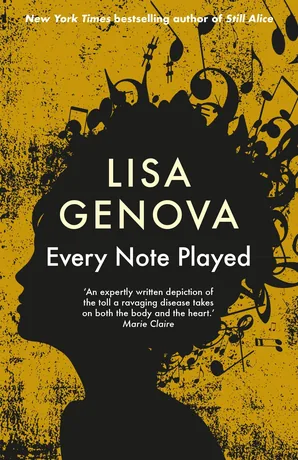 New York Times bestselling author of Still Alice
LISA
GENOVA
Every Note Played
‘An expertly written depiction of
the toll a ravaging disease takes
on both the body and the heart.’
Marie Claire